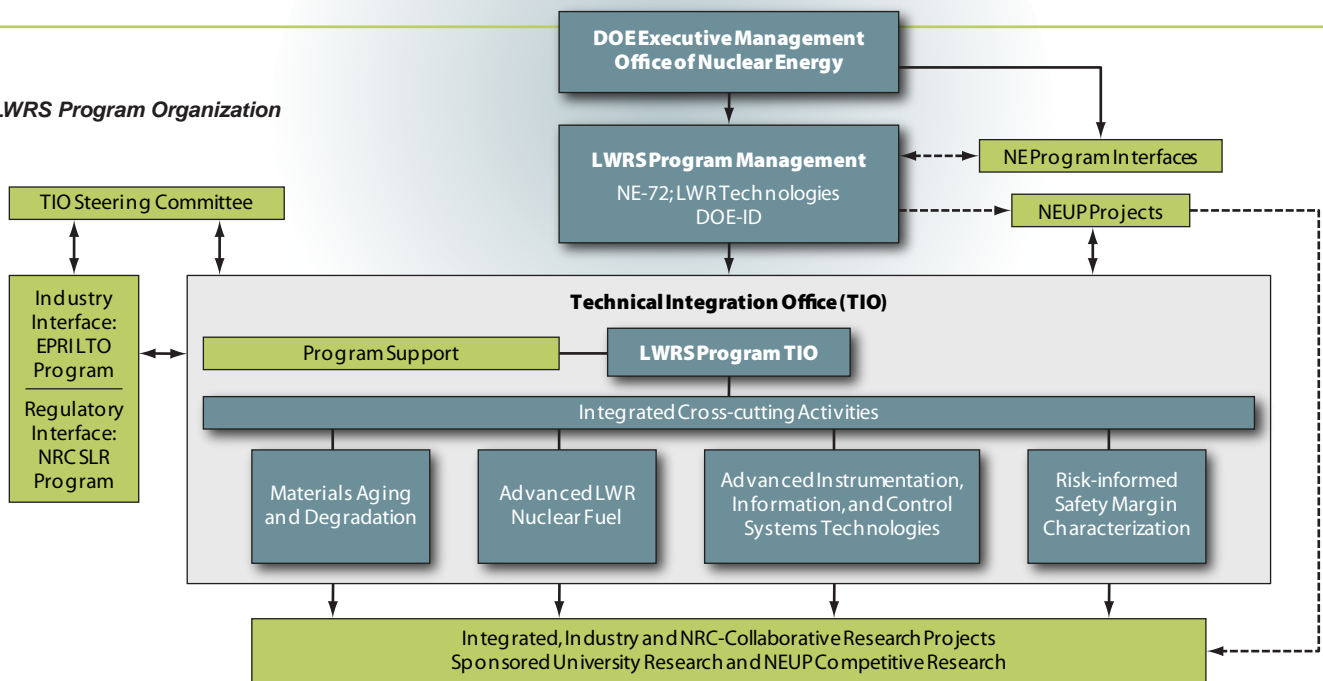 DOE Executive Management
Office of Nuclear Energy
LWRS Program Organization
LWRS Program Management
NE-72; LWR Technologies
DOE-ID
NE Program Interfaces
NEUP Projects
TIO Steering Committee
Industry
Interface:
EPRI LTO
Program
Regulatory
Interface:
NRC SLR
Program
Technical Integration Office (TIO)
Program Support
LWRS Program TIO
Integrated Cross-cutting Activities
Materials Aging
and Degradation
Advanced LWR
Nuclear Fuel
Advanced Instrumentation,
Information, and Control
Systems Technologies
Risk-informed
Safety Margin
Characterization
Integrated, Industry and NRC-Collaborative Research Projects
Sponsored University Research and NEUP Competitive Research